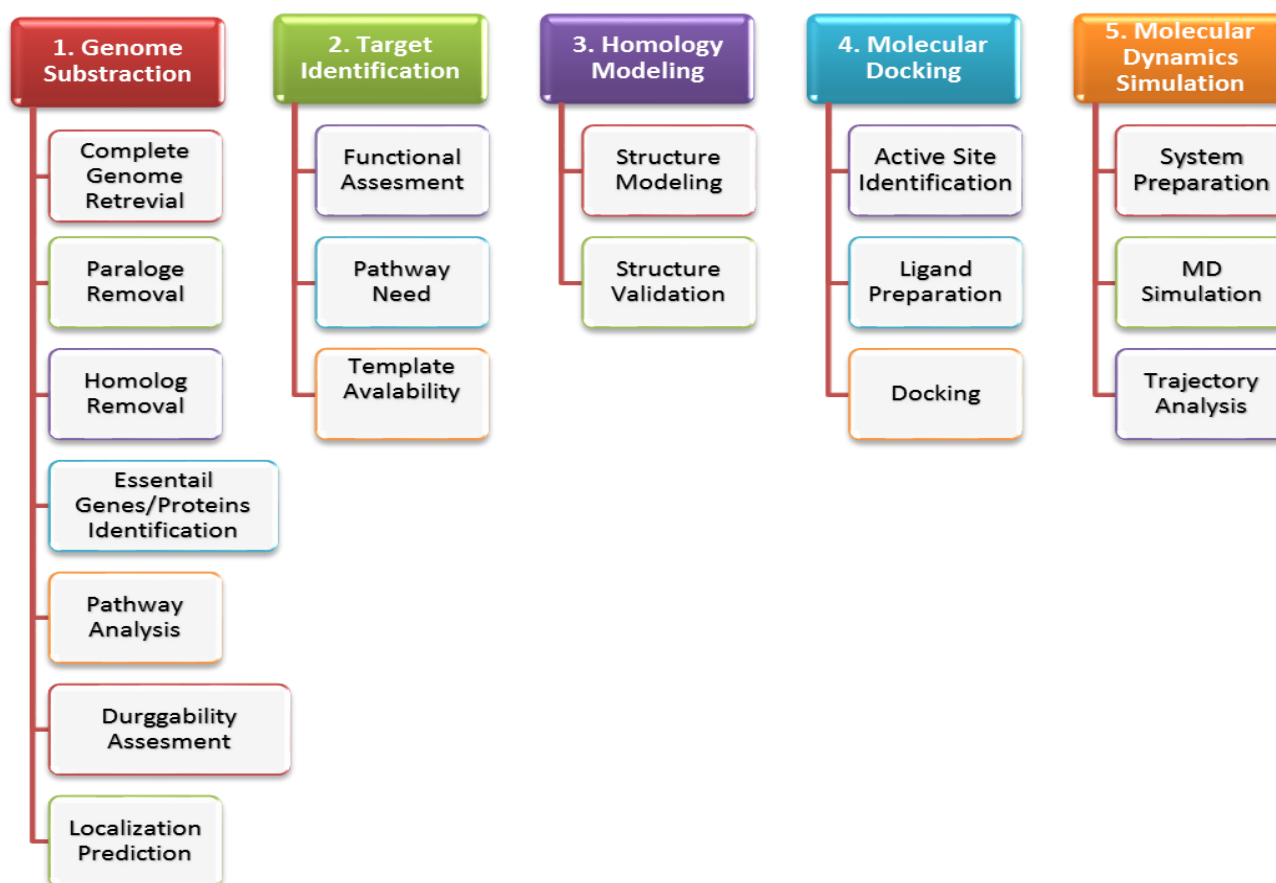 1. Genome
Substraction
Complete
Genome
Retrevial
Paraloge
Removal
Homolog
Removal
Essentail
Genes/Proteins
Identification
Pathway
Analysis
Durggability
Assesment
Localization
Prediction
2. Target
Identification
Functional
Assesment
Pathway
Need
Template
Avalability
3. Homology
Modeling
Structure
Modeling
Structure
Validation
4. Molecular
Docking
Active Site
Identification
Ligand
Preparation
Docking
5. Molecular
Dynamics
Simulation
System
Preparation
MD
Simulation
Trajectory
Analysis